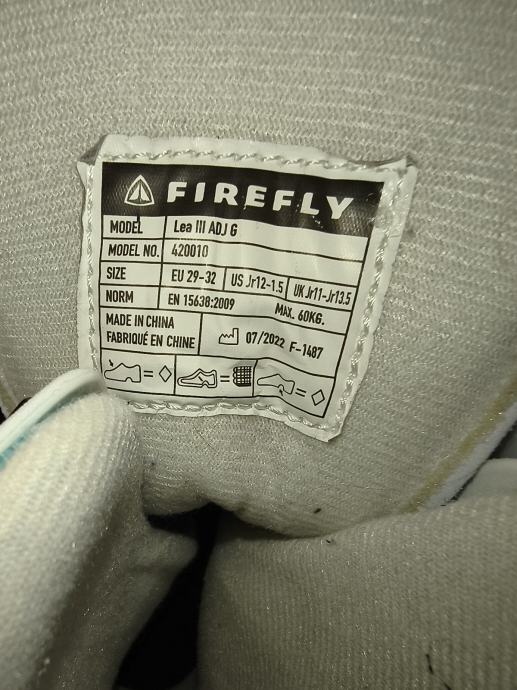 FIREFLY
MODEL Lea III ADJ G
MODEL NO. 420010
SIZE EU 29-32 US Jr12-1.5 UK Jr11-Jr13.5
NORM EN 15638:2009 MAX. 60KG.
MADE IN CHINA
FABRIQUÉ EN CHINE
07/2022 F-1487